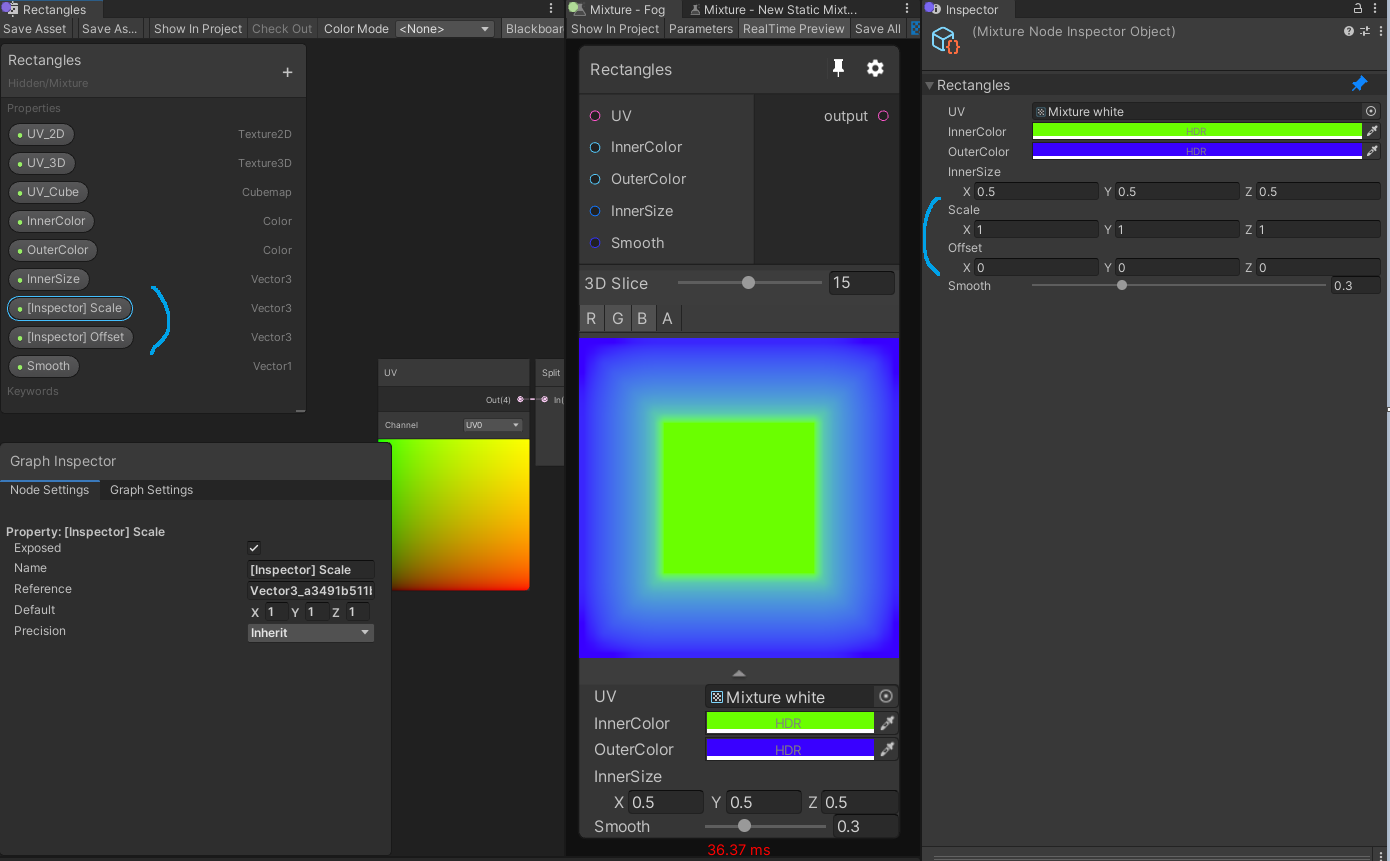 Rectangles
Save Asset Save As... Show In Project Check Out Color Mode <None> Blackboar
Rectangles
Hidden/Mixture
+
Properties
UV_2D Texture2D
UV_3D Texture3D
UV_Cube Cubemap
InnerColor Color
OuterColor Color
InnerSize Vector3
[Inspector] Scale Vector3
[Inspector] Offset Vector3
Smooth Vector1
Keywords
UV
Out(4)
Channel UV0
Split
In(
Graph Inspector
Node Settings Graph Settings
Property: [Inspector] Scale
Exposed
Name [Inspector] Scale
Reference Vector3_a3491b511b
Default X 1 Y 1 Z 1
Precision Inherit
Mixture - Fog Mixture - New Static Mixt...
Show In Project Parameters RealTime Preview Save All
Rectangles
UV output
InnerColor
OuterColor
InnerSize
Smooth
3D Slice 15
R G B A
UV Mixture white
InnerColor HDR
OuterColor HDR
InnerSize
X 0.5 Y 0.5 Z 0.5
Smooth 0.3
36.37 ms
Inspector
(Mixture Node Inspector Object)
Rectangles
UV Mixture white
InnerColor HDR
OuterColor HDR
InnerSize
X 0.5 Y 0.5 Z 0.5
Scale
X 1 Y 1 Z 1
Offset
X 0 Y 0 Z 0
Smooth 0.3